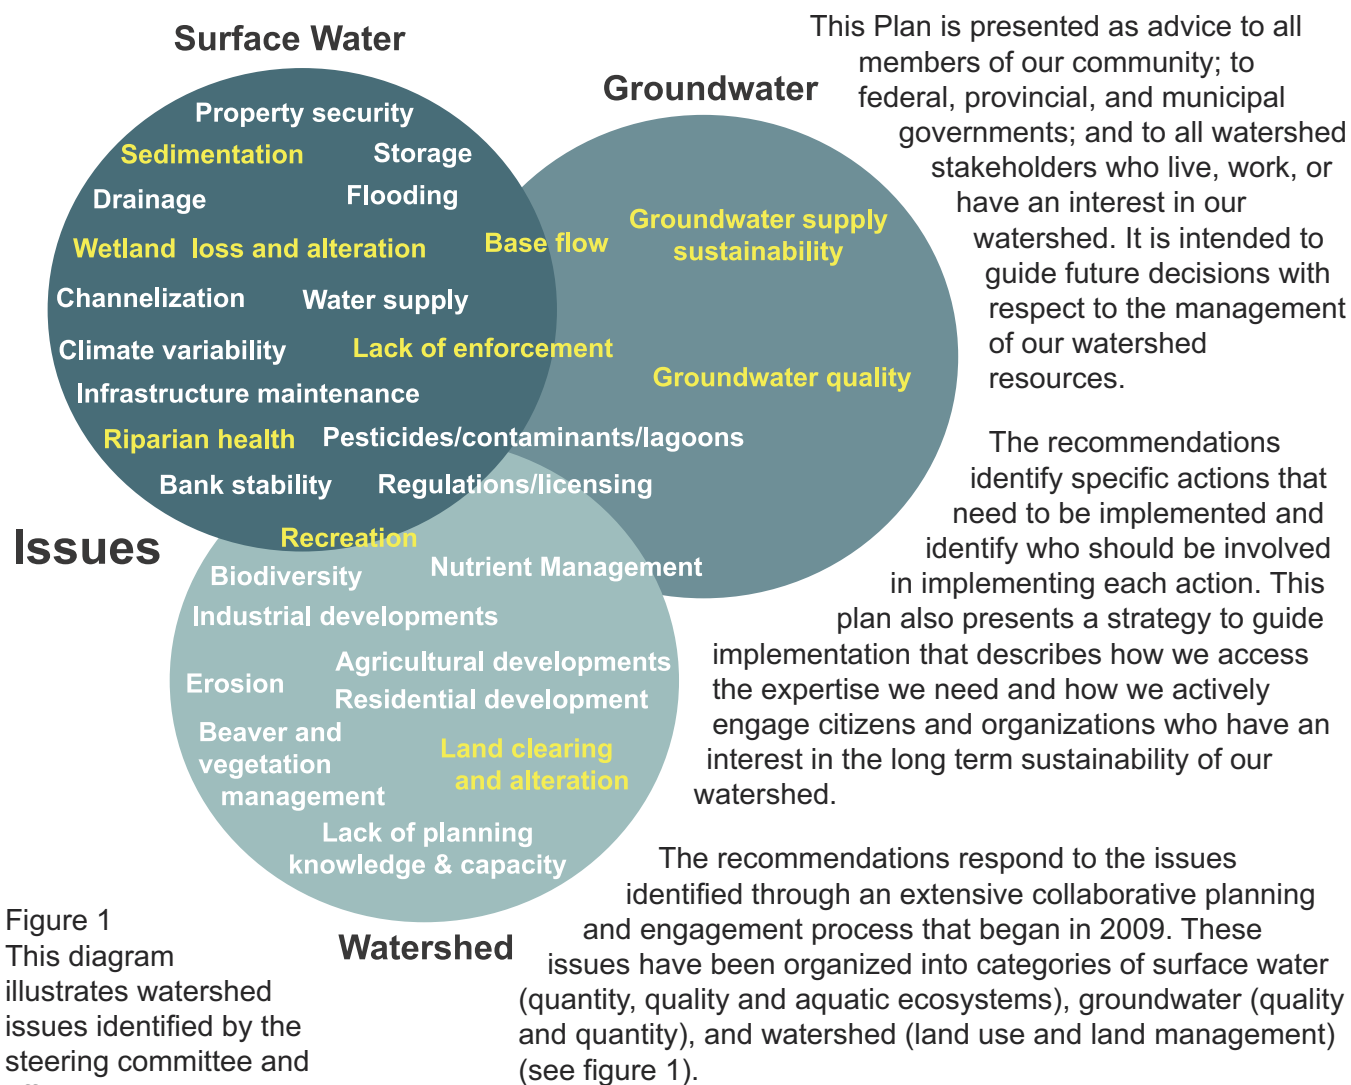 Surface Water
Property security
Sedimentation
Storage
Drainage
Flooding
Wetland  loss and alteration
Base flow
Channelization
Water supply
Climate variability
Lack of enforcement
Infrastructure maintenance
Riparian health
Pesticides/contaminants/lagoons
Bank stability
Regulations/licensing
Groundwater
Groundwater supply
sustainability
Groundwater quality
Issues
Recreation
Biodiversity
Nutrient Management
Industrial developments
Agricultural developments
Erosion
Residential development
Beaver and
vegetation
management
Land clearing
and alteration
Lack of planning
knowledge & capacity
Watershed
Figure 1
This diagram
illustrates watershed
issues identified by the
steering committee and
This Plan is presented as advice to all
members of our community; to
federal, provincial, and municipal
governments; and to all watershed
stakeholders who live, work, or
have an interest in our
watershed. It is intended to
guide future decisions with
respect to the management
of our watershed
resources.
The recommendations
identify specific actions that
need to be implemented and
identify who should be involved
in implementing each action. This
plan also presents a strategy to guide
implementation that describes how we access
the expertise we need and how we actively
engage citizens and organizations who have an
interest in the long term sustainability of our
watershed.
The recommendations respond to the issues
identified through an extensive collaborative planning
and engagement process that began in 2009. These
issues have been organized into categories of surface water
(quantity, quality and aquatic ecosystems), groundwater (quality
and quantity), and watershed (land use and land management)
(see figure 1).